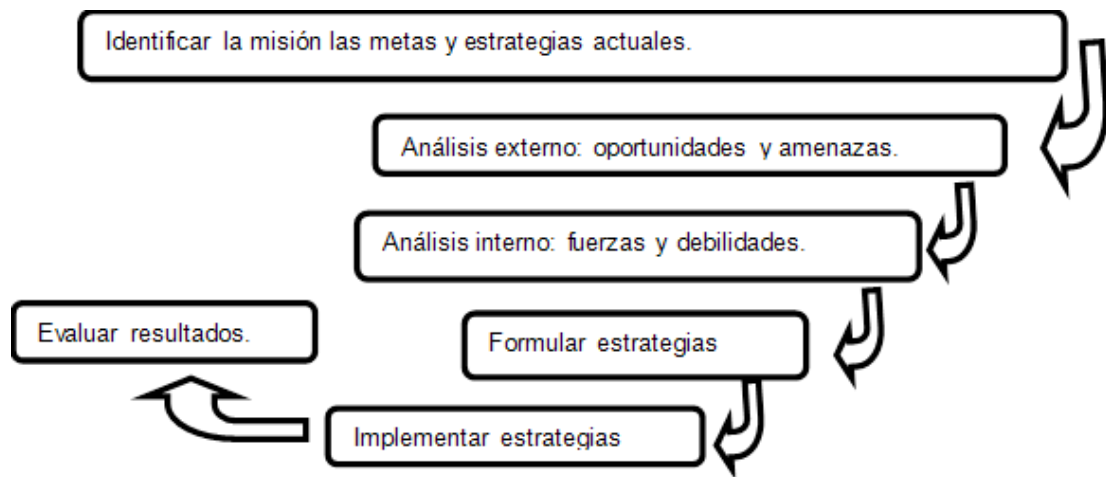 Identificar la misión las metas y estrategias actuales.
Análisis externo: oportunidades y amenazas.
Análisis interno: fuerzas y debilidades.
Formular estrategias
Implementar estrategias
Evaluar resultados.